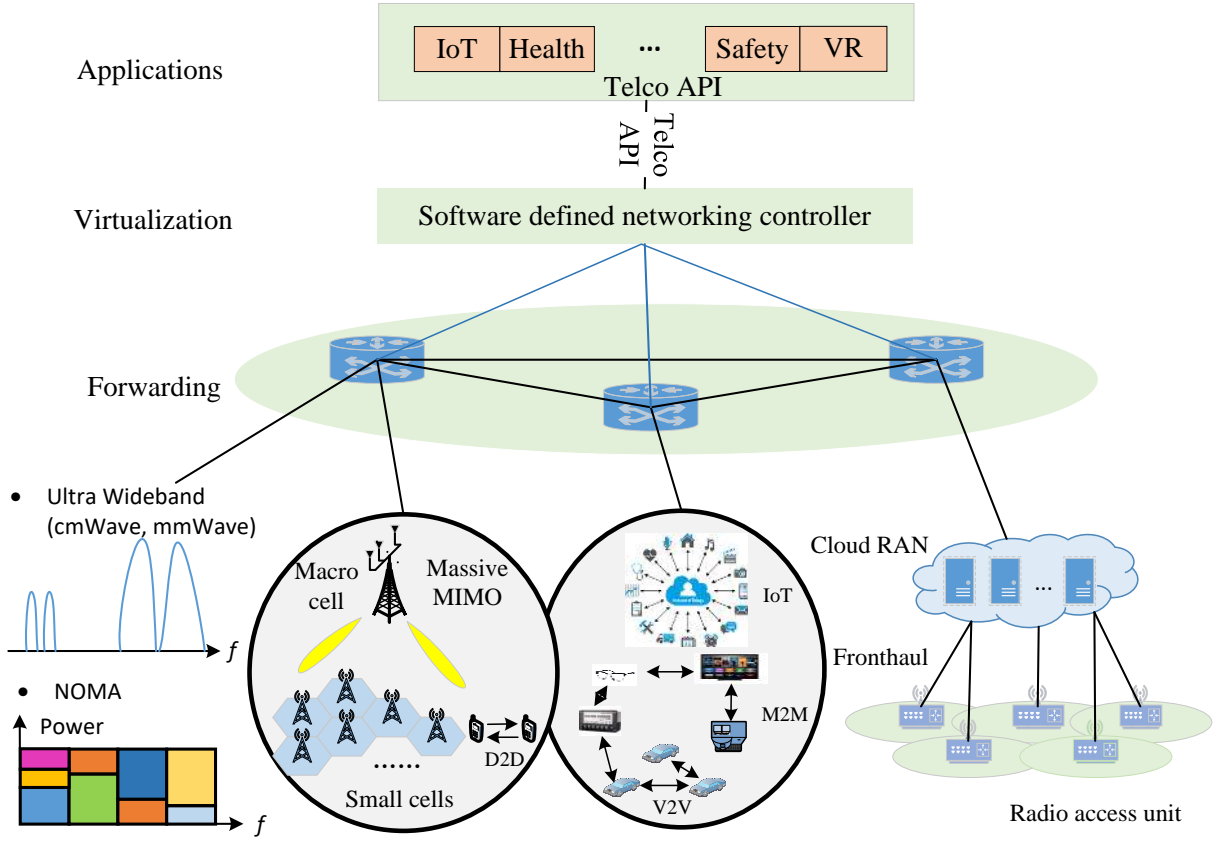 Applications
IoT
Health
...
Safety
VR
Telco API
Telco
API
Virtualization
Software defined networking controller
Forwarding
• Ultra Wideband
(cmWave, mmWave)
f
• NOMA
Power
f
Macro
cell
Massive
MIMO
D2D
......
Small cells
IoT
M2M
V2V
Cloud RAN
...
Fronthaul
Radio access unit